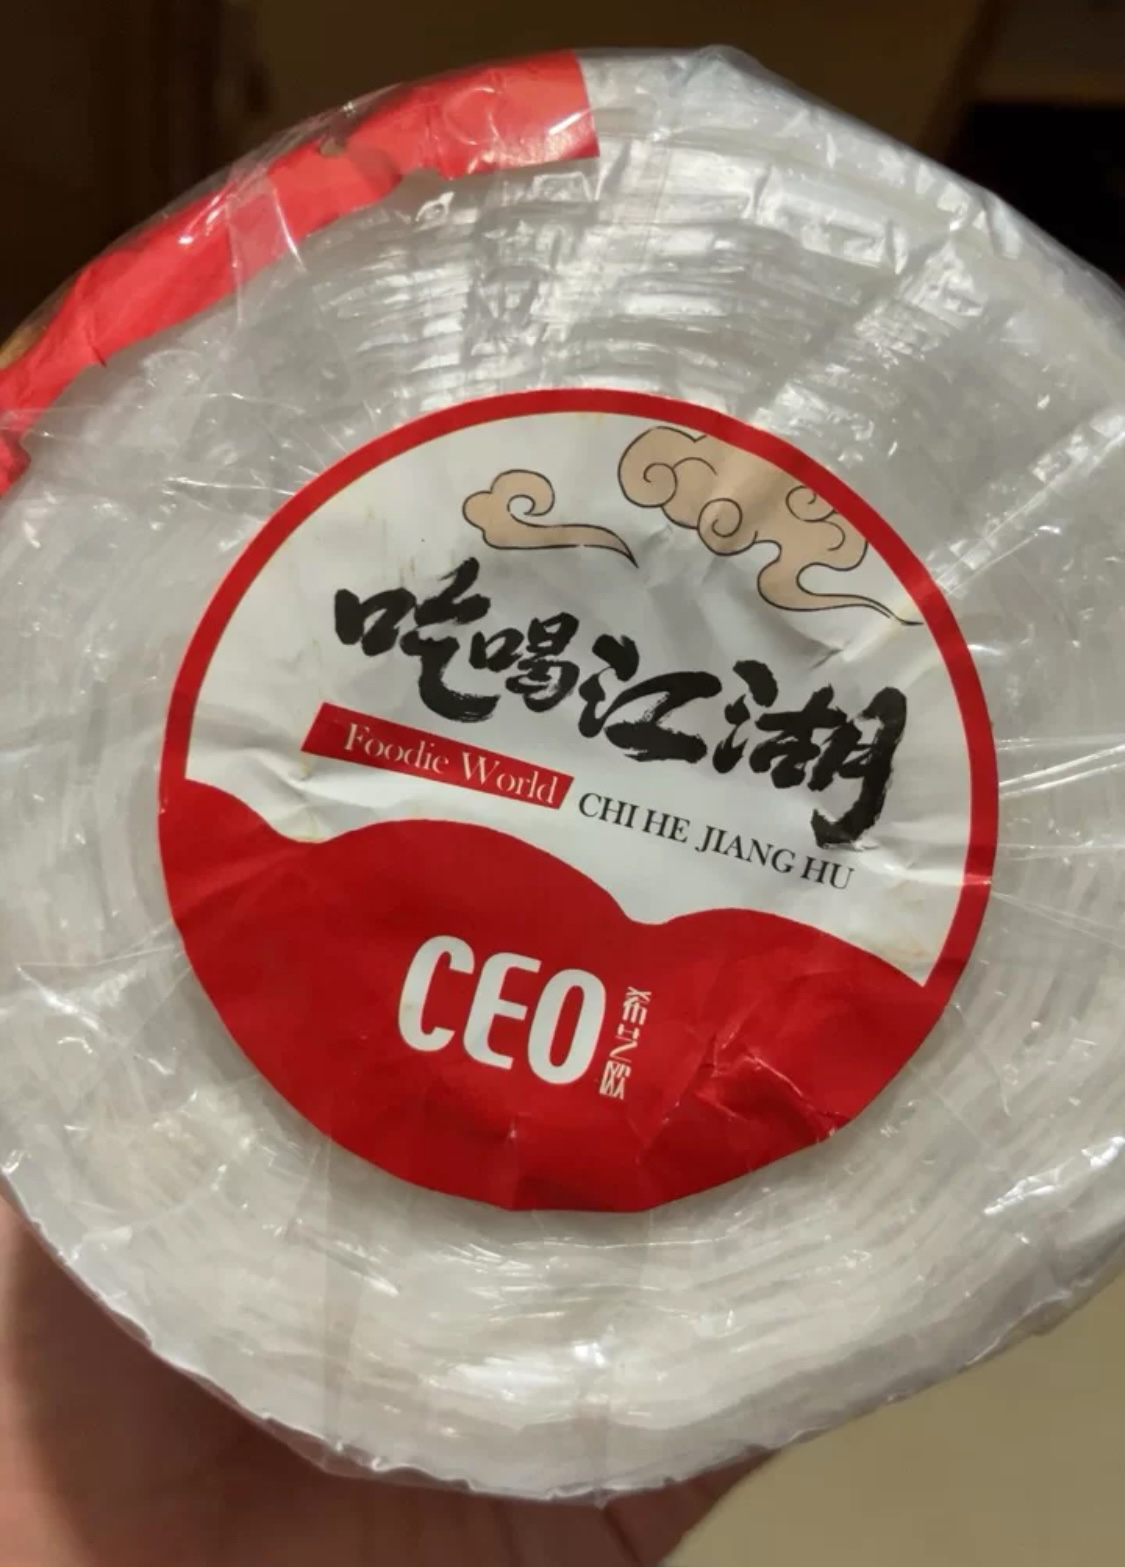 吃喝江湖
Foodie World
CHI HE JIANG HU
CEO